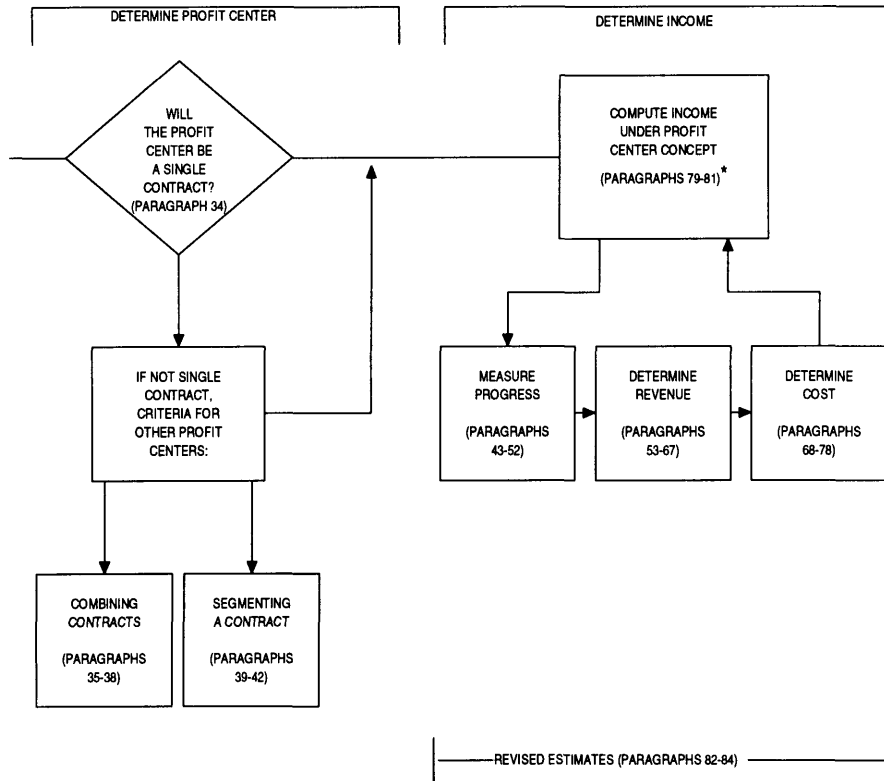 DETERMINE PROFIT CENTER
DETERMINE INCOME
WILL
THE PROFIT
CENTER BE
A SINGLE
CONTRACT?
(PARAGRAPH 34)
COMPUTE INCOME
UNDER PROFIT
CENTER CONCEPT
(PARAGRAPHS 79-81)*
IF NOT SINGLE
CONTRACT,
CRITERIA FOR
OTHER PROFIT
CENTERS:
MEASURE
PROGRESS
(PARAGRAPHS
43-52)
DETERMINE
REVENUE
(PARAGRAPHS
53-67)
DETERMINE
COST
(PARAGRAPHS
68-78)
COMBINING
CONTRACTS
(PARAGRAPHS
35-38)
SEGMENTING
A CONTRACT
(PARAGRAPHS
39-42)
REVISED ESTIMATES (PARAGRAPHS 82-84)